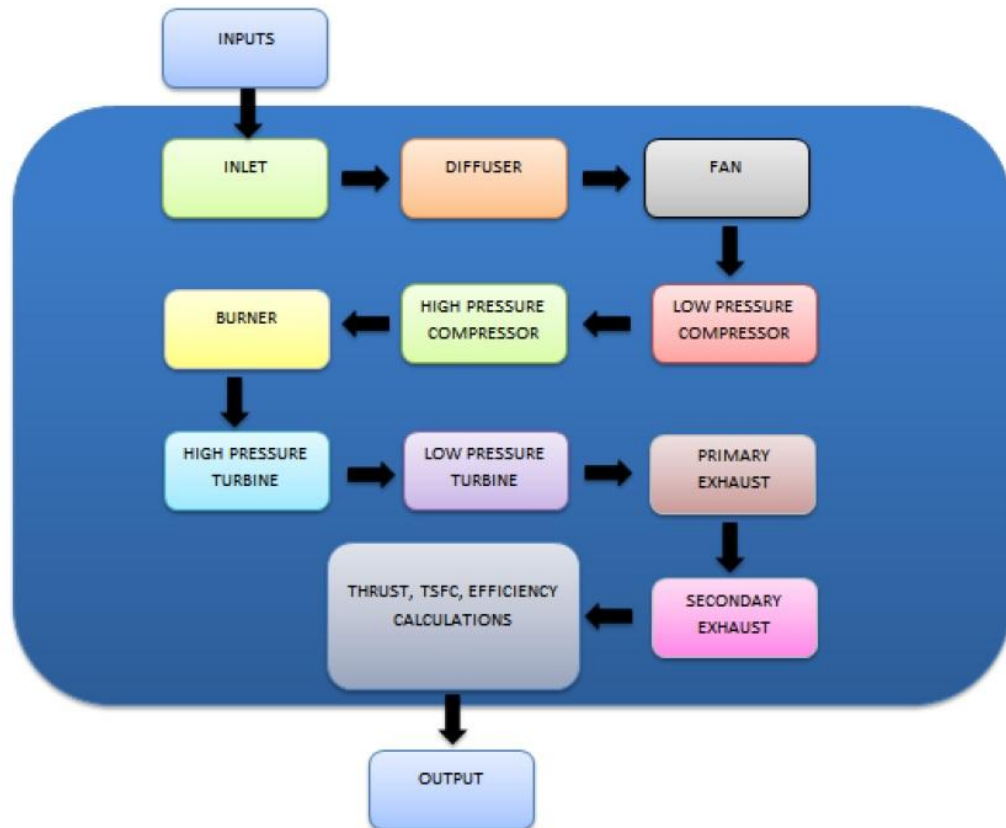 INPUTS
INLET
DIFFUSER
FAN
LOW PRESSURE
COMPRESSOR
HIGH PRESSURE
COMPRESSOR
BURNER
HIGH PRESSURE
TURBINE
LOW PRESSURE
TURBINE
PRIMARY
EXHAUST
SECONDARY
EXHAUST
THRUST, TSFC, EFFICIENCY
CALCULATIONS
OUTPUT